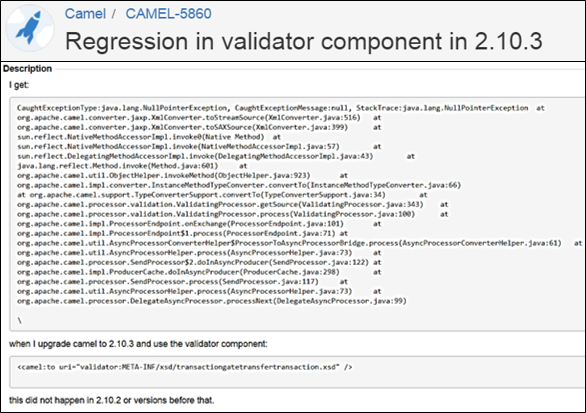 Camel / CAMEL-5860
Regression in validator component in 2.10.3
Description
I get:
CaughtExceptionType:java.lang.NullPointerException, CaughtExceptionMessage:null, StackTrace:java.lang.NullPointerException at
org.apache.camel.converter.jaxp.XmlConverter.toStreamSource(XmlConverter.java:516) at
org.apache.camel.converter.jaxp.XmlConverter.toSAXSource(XmlConverter.java:399) at
sun.reflect.NativeMethodAccessorImpl.invoke0(Native Method) at
sun.reflect.NativeMethodAccessorImpl.invoke(NativeMethodAccessorImpl.java:57) at
sun.reflect.DelegatingMethodAccessorImpl.invoke(DelegatingMethodAccessorImpl.java:43) at
java.lang.reflect.Method.invoke(Method.java:601) at
org.apache.camel.util.ObjectHelper.invokeMethod(ObjectHelper.java:923) at
org.apache.camel.impl.converter.InstanceMethodTypeConverter.convertTo(InstanceMethodTypeConverter.java:66)
at org.apache.camel.support.TypeConverterSupport.convertTo(TypeConverterSupport.java:34) at
org.apache.camel.processor.validation.ValidatingProcessor.getSource(ValidatingProcessor.java:343) at
org.apache.camel.processor.validation.ValidatingProcessor.process(ValidatingProcessor.java:100) at
org.apache.camel.impl.ProcessorEndpoint.onExchange(ProcessorEndpoint.java:101) at
org.apache.camel.impl.ProcessorEndpoint$1.process(ProcessorEndpoint.java:71) at
org.apache.camel.util.AsyncProcessorConverterHelper$ProcessorToAsyncProcessorBridge.process(AsyncProcessorConverterHelper.java:61) at
org.apache.camel.util.AsyncProcessorHelper.process(AsyncProcessorHelper.java:73) at
org.apache.camel.processor.SendProcessor$2.doInAsyncProducer(SendProcessor.java:122) at
org.apache.camel.impl.ProducerCache.doInAsyncProducer(ProducerCache.java:298) at
org.apache.camel.processor.SendProcessor.process(SendProcessor.java:117) at
org.apache.camel.util.AsyncProcessorHelper.process(AsyncProcessorHelper.java:73) at
org.apache.camel.processor.DelegateAsyncProcessor.processNext(DelegateAsyncProcessor.java:99)
\
when I upgrade camel to 2.10.3 and use the validator component:
<camel:to uri="validator:META-INF/xsd/transactiongatetransfertransaction.xsd" />
this did not happen in 2.10.2 or versions before that.